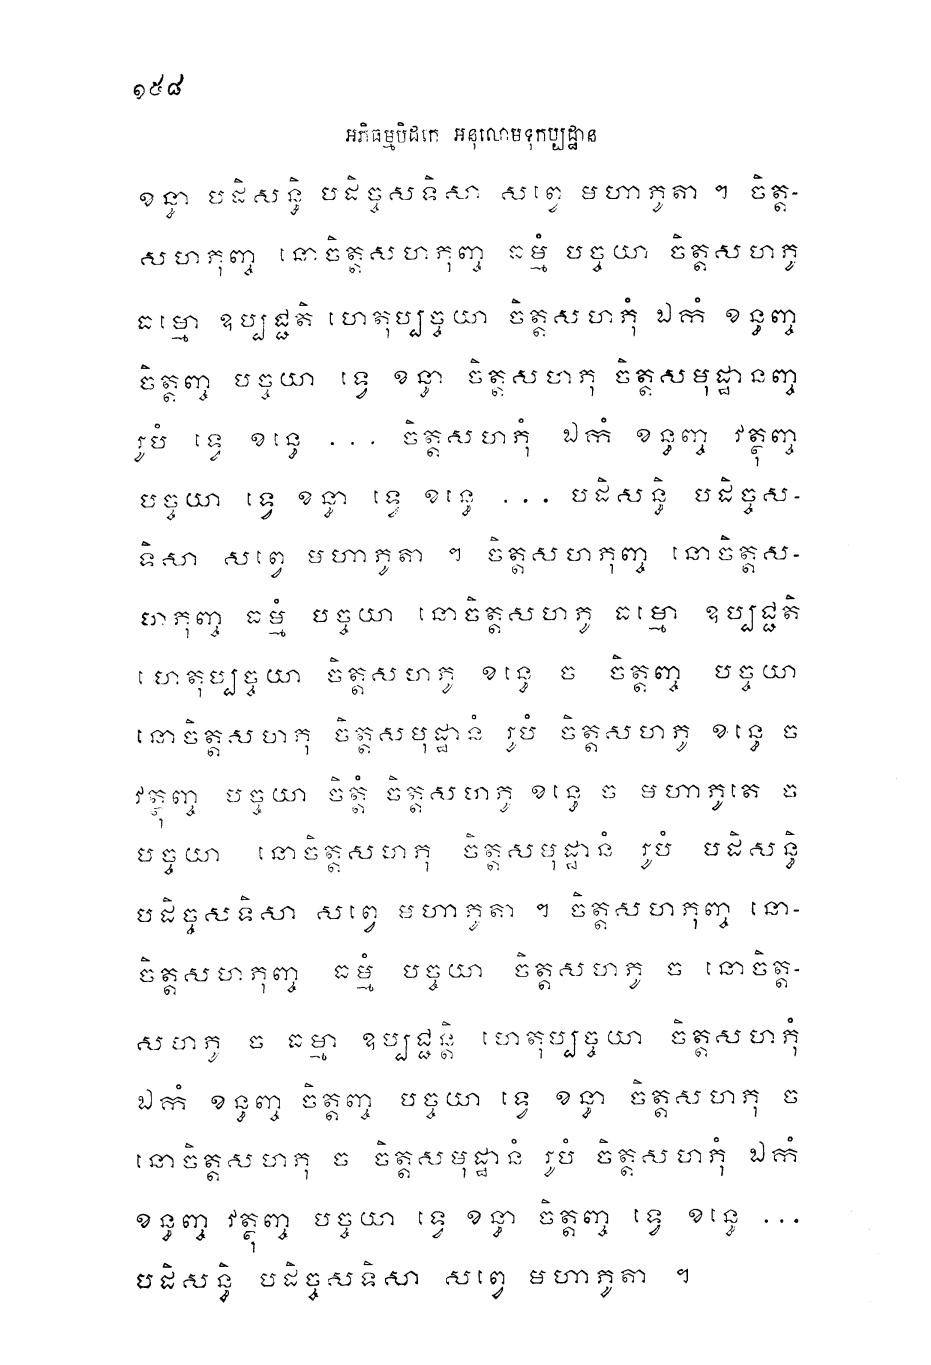 ១៥៨
អភិធម្មបិដកេ អនុលោមទុកប្បដ្ឋាន
ខន្ធា បដិសន្ធិ បដិច្ចសទិសា សព្វេ មហាភូតា ។ ចិត្ត-
សហភុញ្ច នោចិត្តសហភុញ្ច ធម្មំ បច្ចយា ចិត្តសហភូ
ធម្មោ ឧប្បជ្ជតិ ហេតុប្បច្ចយា ចិត្តសហភុំ ឯកំ ខន្ធញ្ច
ចិត្តញ្ច បច្ចយា ទ្វេ ខន្ធា ចិត្តសហភុ ចិត្តសមុដ្ឋានញ្ច
រូបំ ទ្វេ ខន្ធេ ... ចិត្តសហភុំ ឯកំ ខន្ធញ្ច វត្ថុញ្ច
បច្ចយា ទ្វេ ខន្ធា ទ្វេ ខន្ធេ ... បដិសន្ធិ បដិច្ចស-
ទិសា សព្វេ មហាភូតា ។ ចិត្តសហភុញ្ច នោចិត្តស-
ហភុញ្ច ធម្មំ បច្ចយា នោចិត្តសហភូ ធម្មោ ឧប្បជ្ជតិ
ហេតុប្បច្ចយា ចិត្តសហភូ ខន្ធេ ច ចិត្តញ្ច បច្ចយា
នោចិត្តសហភុ ចិត្តសមុដ្ឋានំ រូបំ ចិត្តសហភូ ខន្ធេ ច
វត្ថុញ្ច បច្ចយា ចិត្តំ ចិត្តសហភូ ខន្ធេ ច មហាភូតេ ច
បច្ចយា នោចិត្តសហភុ ចិត្តសមុដ្ឋានំ រូបំ បដិសន្ធិ
បដិច្ចសទិសា សព្វេ មហាភូតា ។ ចិត្តសហភុញ្ច នោ-
ចិត្តសហភុញ្ច ធម្មំ បច្ចយា ចិត្តសហភូ ច នោចិត្ត-
សហភូ ច ធម្មា ឧប្បជ្ជន្តិ ហេតុប្បច្ចយា ចិត្តសហភុំ
ឯកំ ខន្ធញ្ច ចិត្តញ្ច បច្ចយា ទ្វេ ខន្ធា ចិត្តសហភុ ច
នោចិត្តសហភុ ច ចិត្តសមុដ្ឋានំ រូបំ ចិត្តសហភុំ ឯកំ
ខន្ធញ្ច វត្ថុញ្ច បច្ចយា ទ្វេ ខន្ធា ចិត្តញ្ច ទ្វេ ខន្ធេ ...
បដិសន្ធិ បដិច្ចសទិសា សព្វេ មហាភូតា ។